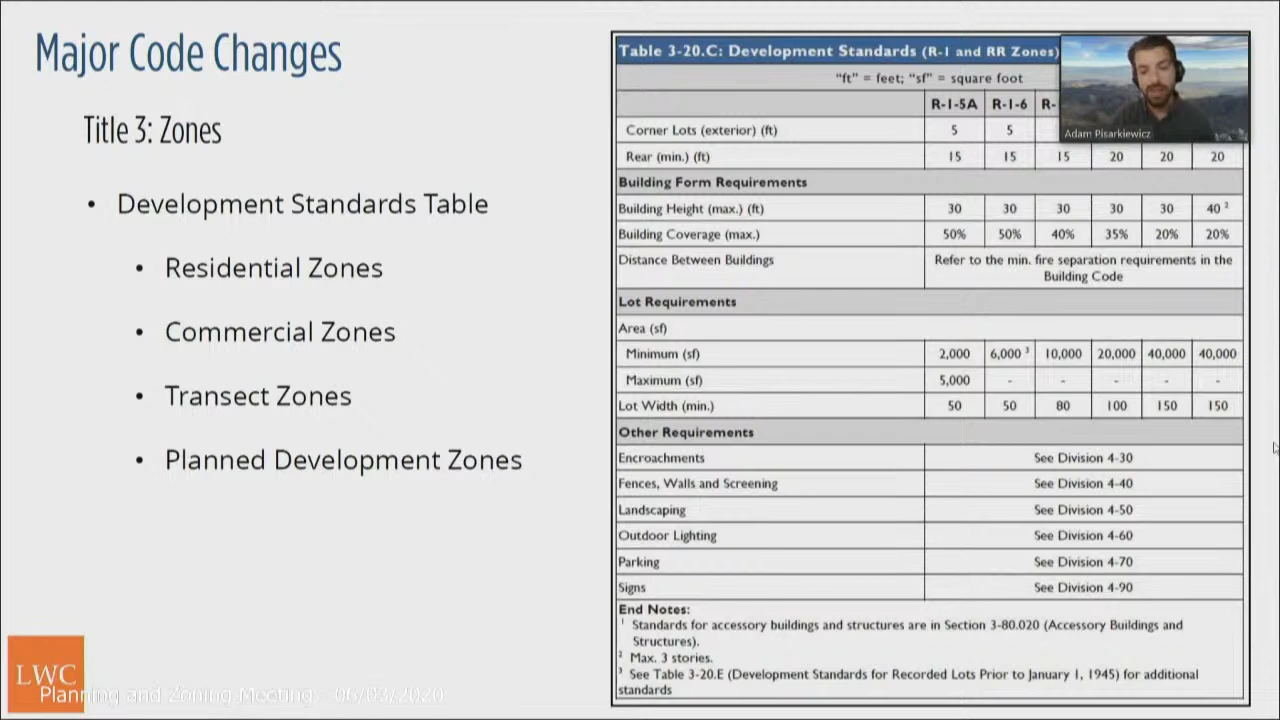 Major Code Changes
Title 3: Zones
• Development Standards Table
• Residential Zones
• Commercial Zones
• Transect Zones
• Planned Development Zones
Table 3-20.C: Development Standards (R-1 and RR Zones)
"ft" = feet; "sf" = square foot
R-1-5A R-1-6 R-
Corner Lots (exterior) (ft) 5 5
Rear (min.) (ft) 15 15 15 20 20 20
Building Form Requirements
Building Height (max.) (ft) 30 30 30 30 30 40 2
Building Coverage (max.) 50% 50% 40% 35% 20% 20%
Distance Between Buildings Refer to the min. fire separation requirements in the
Building Code
Lot Requirements
Area (sf)
Minimum (sf) 2,000 6,000 3 10,000 20,000 40,000 40,000
Maximum (sf) 5,000 - - - - -
Lot Width (min.) 50 50 80 100 150 150
Other Requirements
Encroachments See Division 4-30
Fences, Walls and Screening See Division 4-40
Landscaping See Division 4-50
Outdoor Lighting See Division 4-60
Parking See Division 4-70
Signs See Division 4-90
End Notes:
1 Standards for accessory buildings and structures are in Section 3-80.020 (Accessory Buildings and
Structures).
2 Max. 3 stories.
3 See Table 3-20.E (Development Standards for Recorded Lots Prior to January 1, 1945) for additional
standards
Adam Pisarkiewicz
LWC
Planning and Zoning Meeting: 06/03/2020